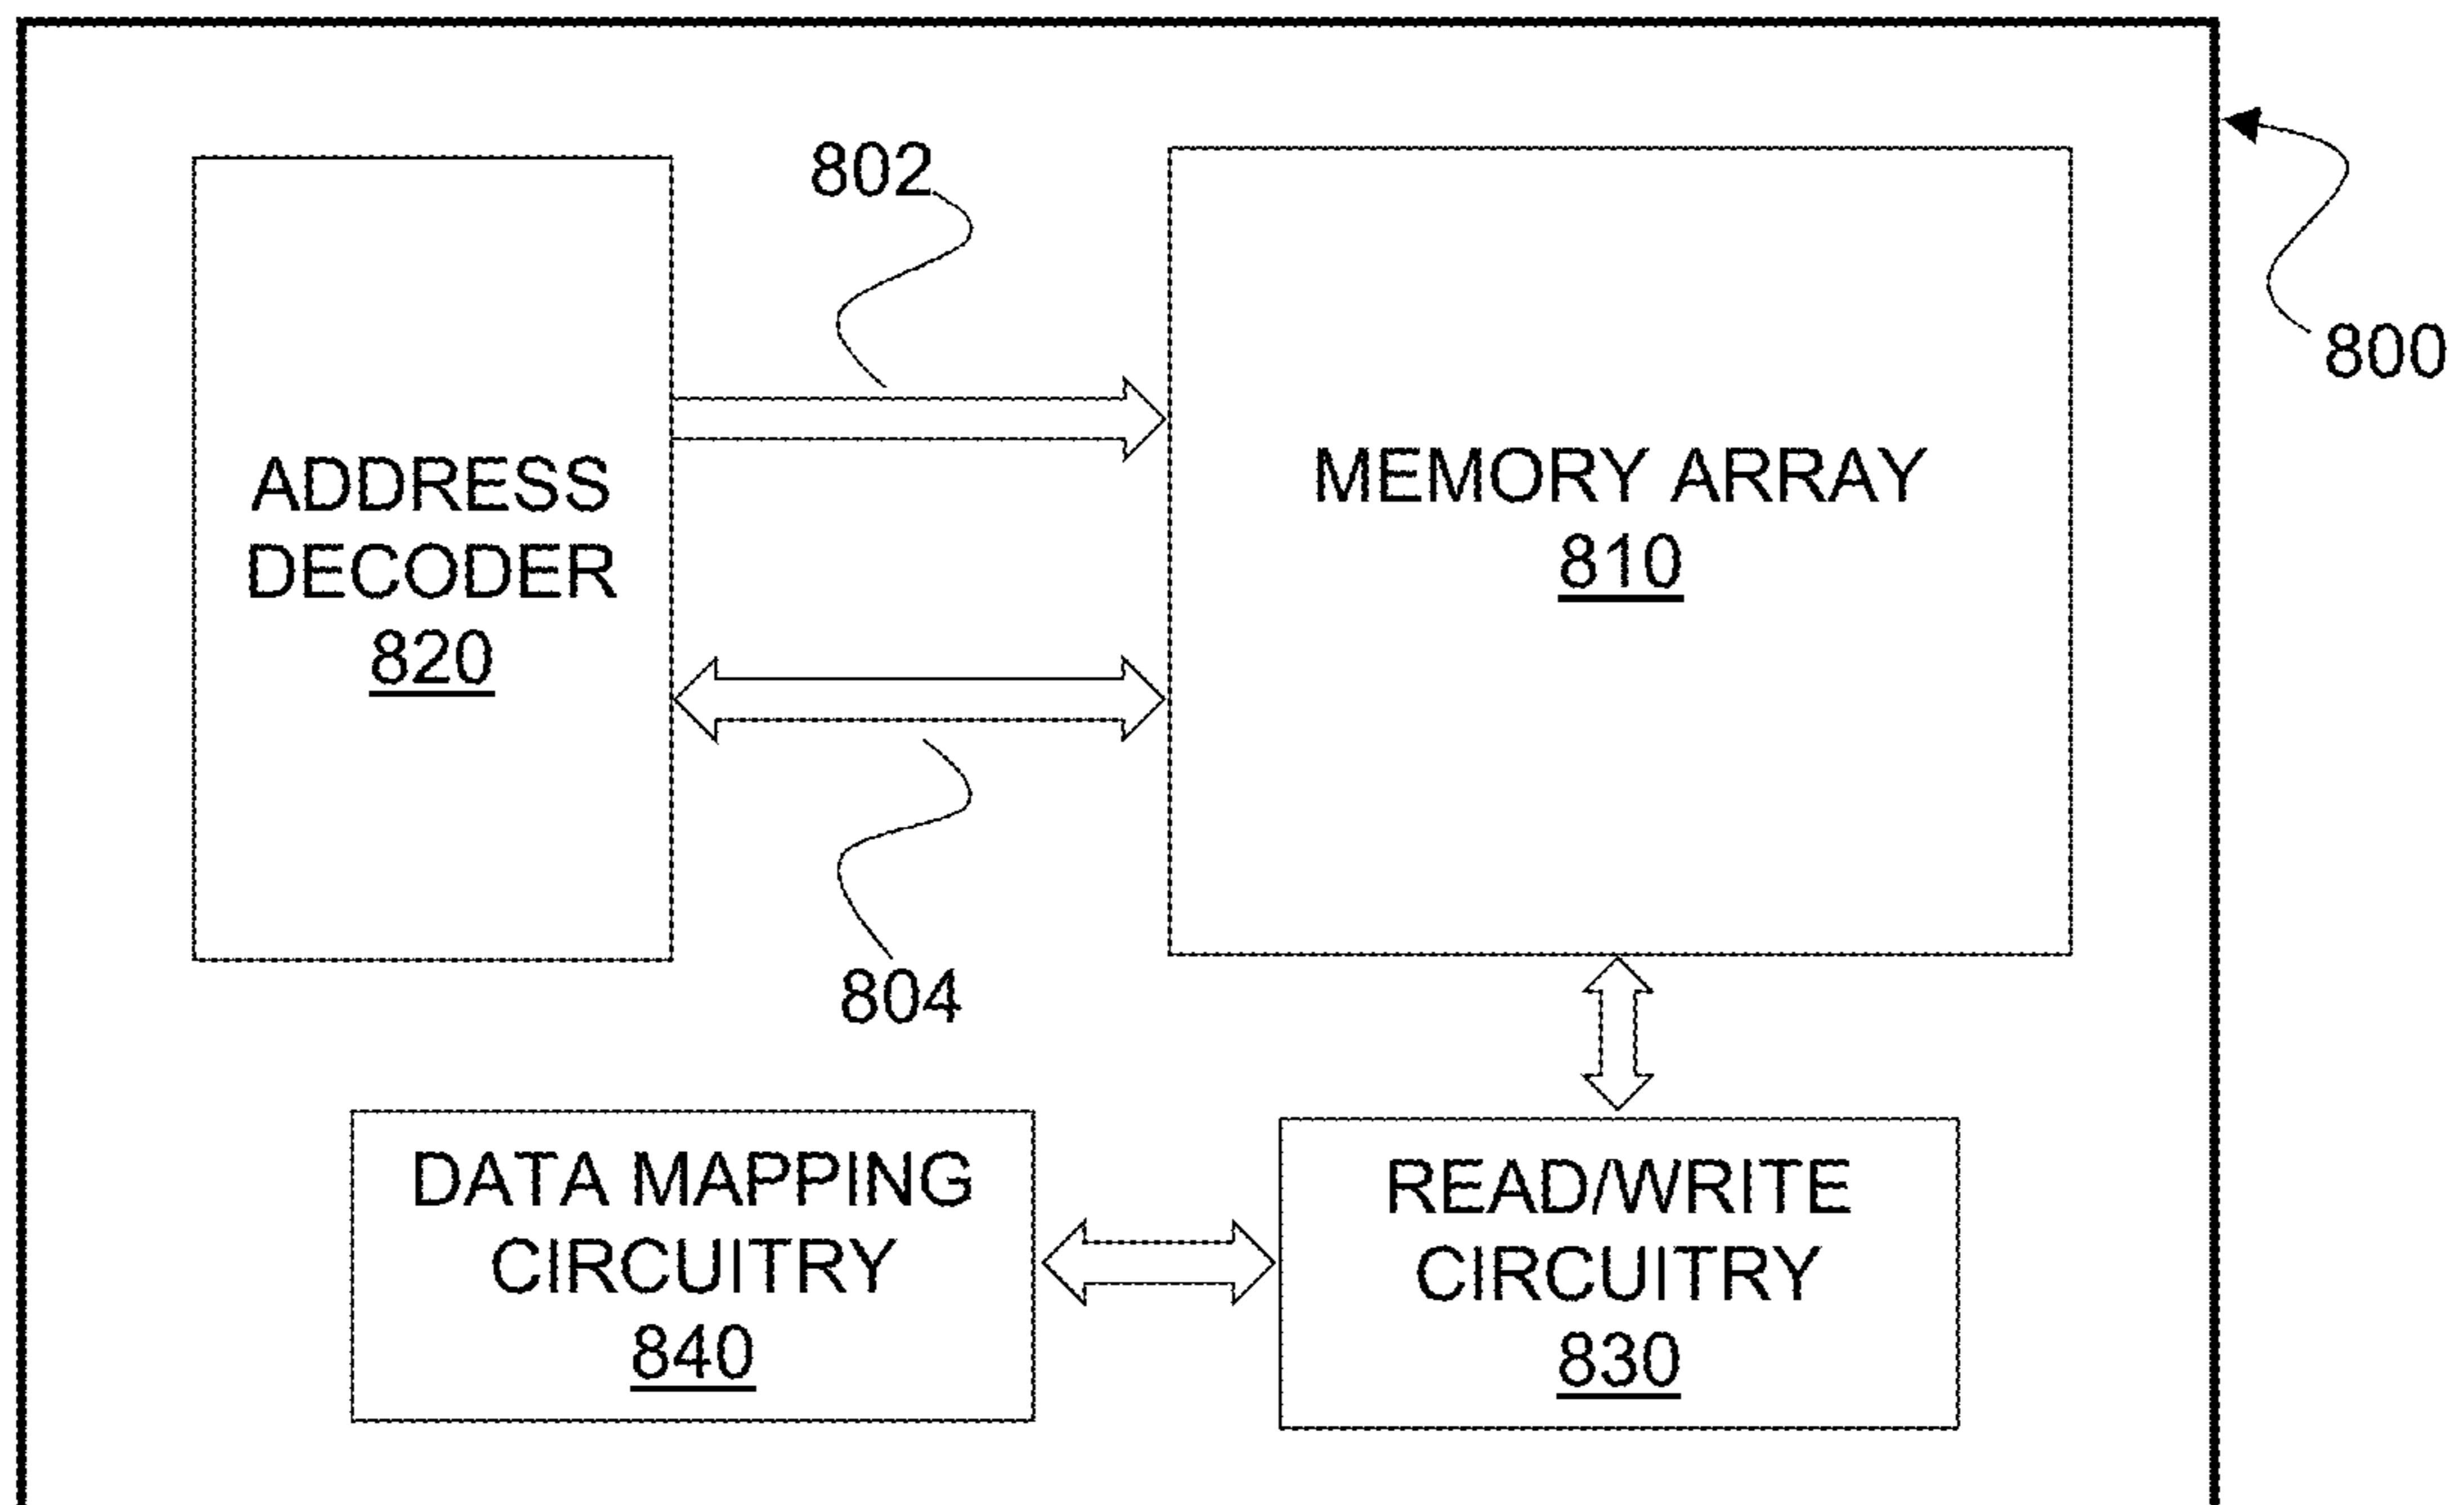 802
800
ADDRESS
DECODER
820
MEMORY ARRAY
810
804
DATA MAPPING
CIRCUITRY
840
READ/WRITE
CIRCUITRY
830